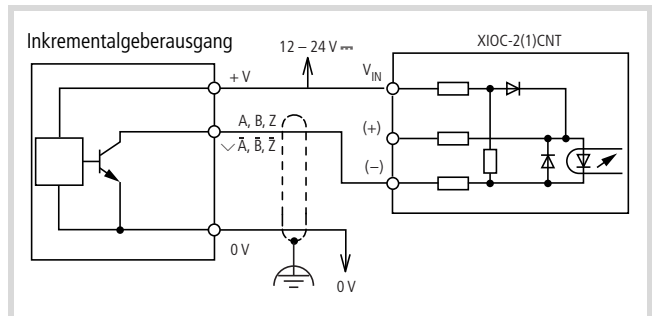 Inkrementalgeberausgang
12 – 24 V ⎓
XIOC-2(1)CNT
+ V
V_IN
A, B, Z
∨ A̅, B̅, Z̅
(+)
(–)
0 V
0 V